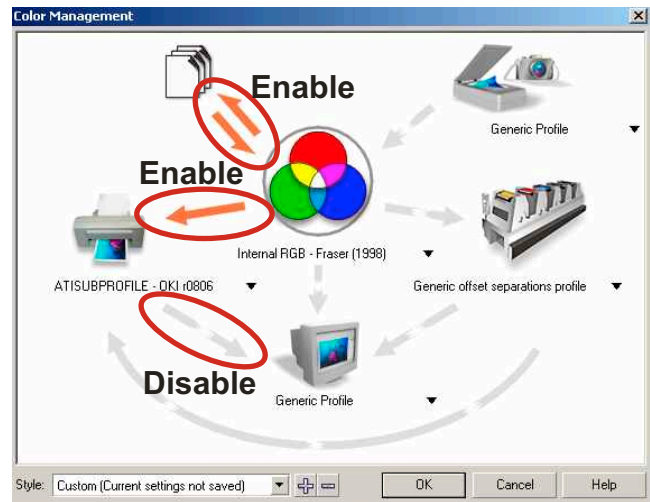 Color Management
Enable
Generic Profile
Enable
Internal RGB - Fraser (1998)
ATISUBPROFILE - OKI r0806
Generic offset separations profile
Disable
Generic Profile
Style: Custom (Current settings not saved) OK Cancel Help